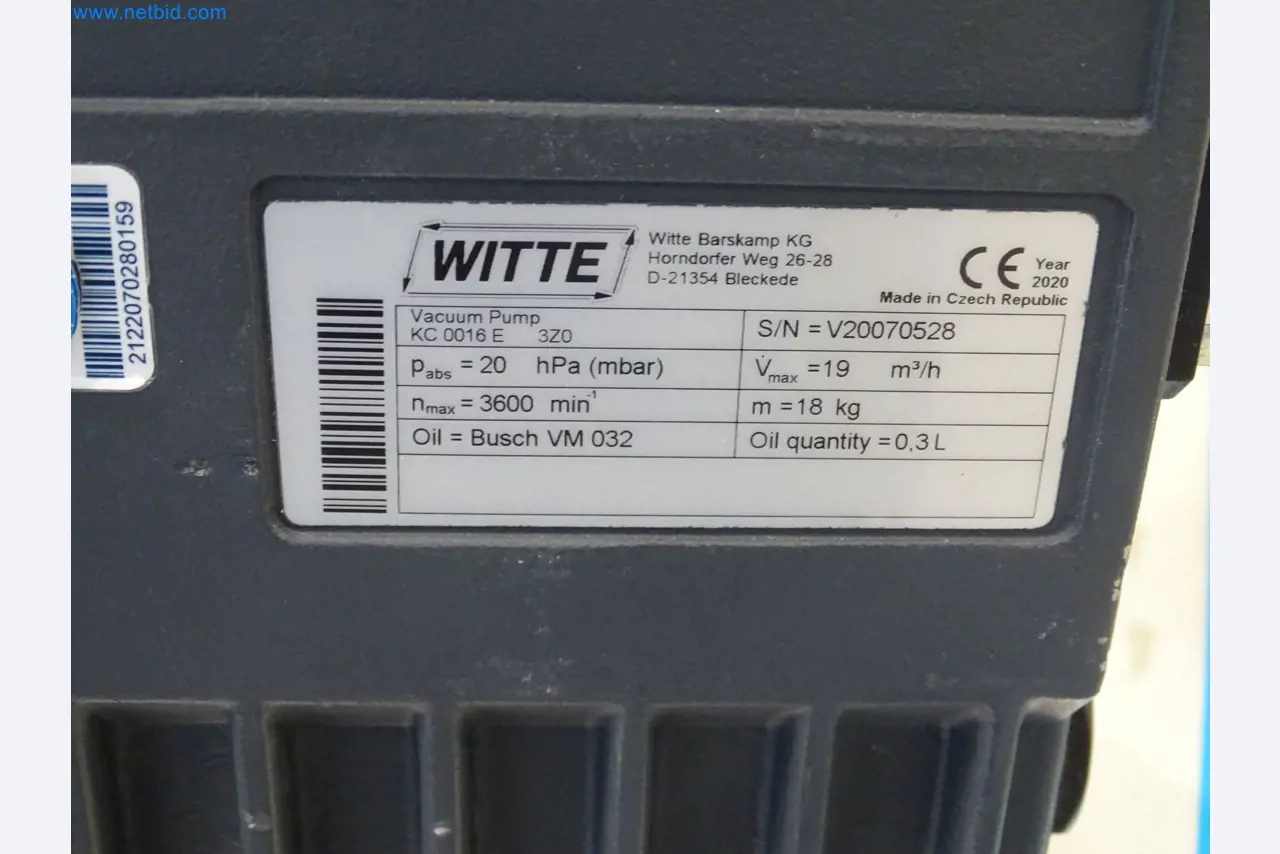 www.netbid.com
212207028​0159
WITTE
Witte Barskamp KG
Horndorfer Weg 26-28
D-21354 Bleckede
CE
Year
2020
Made in Czech Republic
Vacuum Pump
KC 0016 E 3Z0
S/N = V20070528
pabs = 20 hPa (mbar)
V̇max =19 m³/h
nmax = 3600 min⁻¹
m =18 kg
Oil = Busch VM 032
Oil quantity = 0,3 L